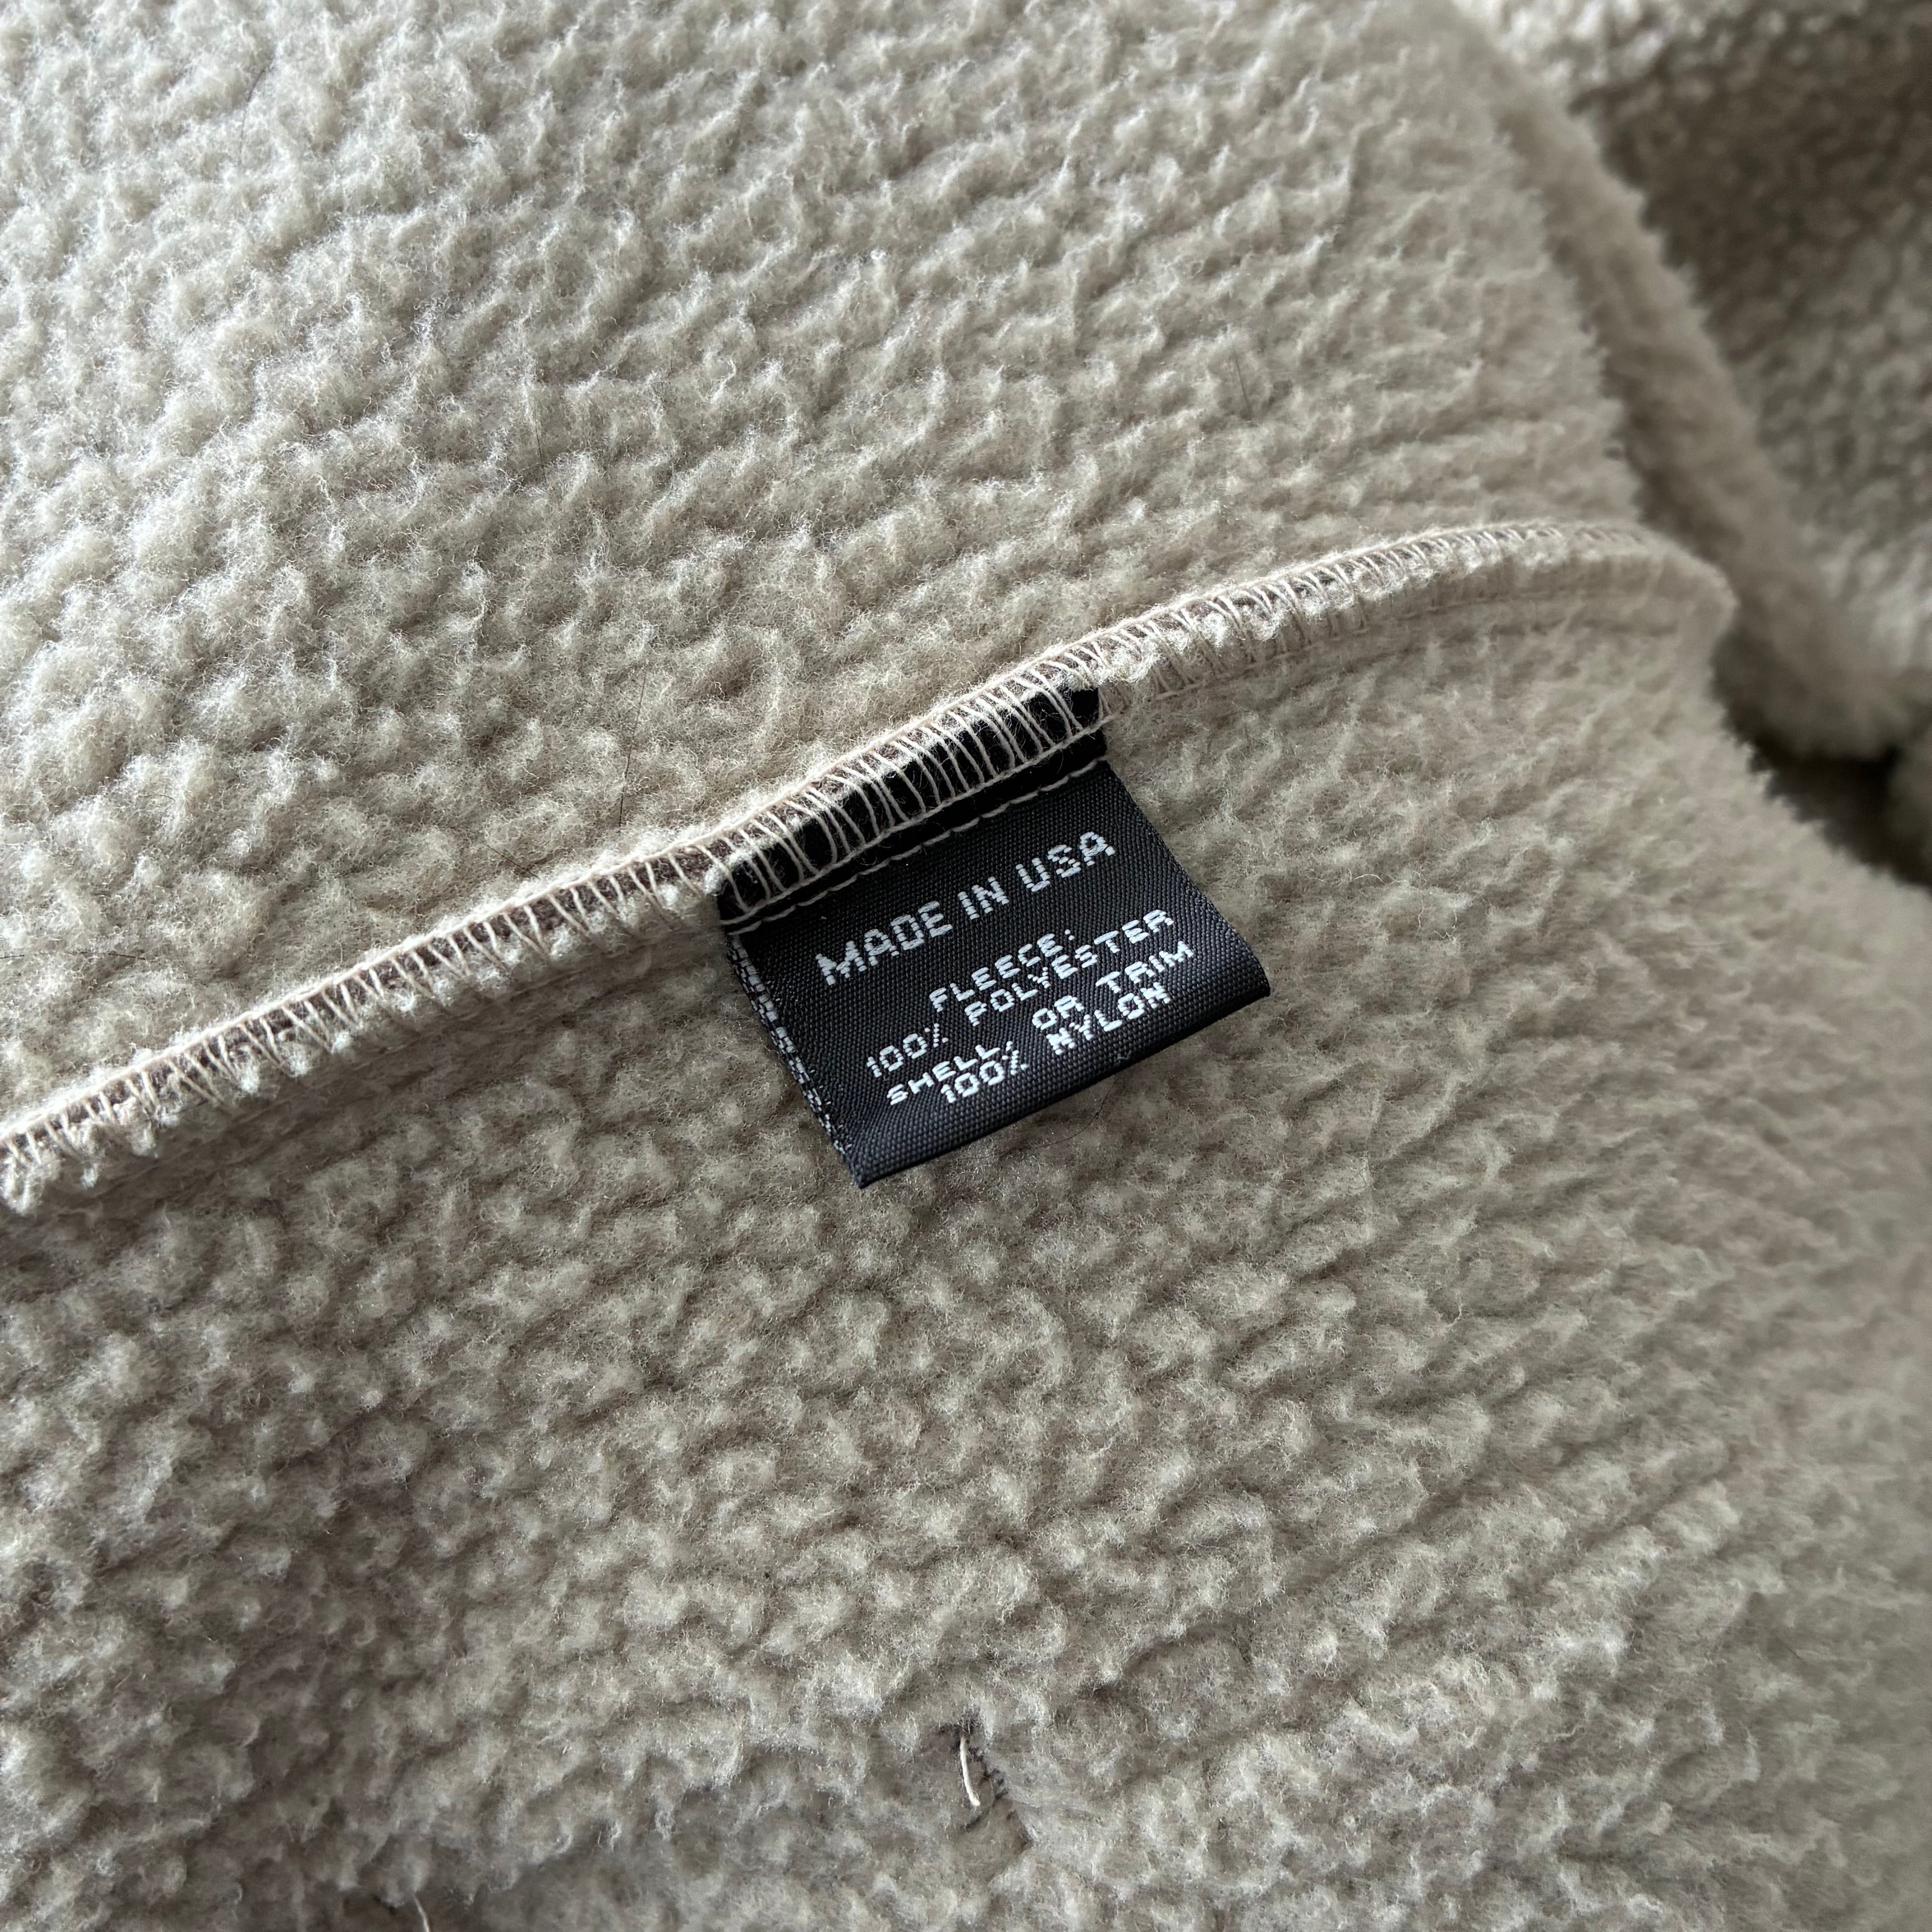 MADE IN USA
FLEECE:
100% POLYESTER
SHELL OR TRIM
100% NYLON